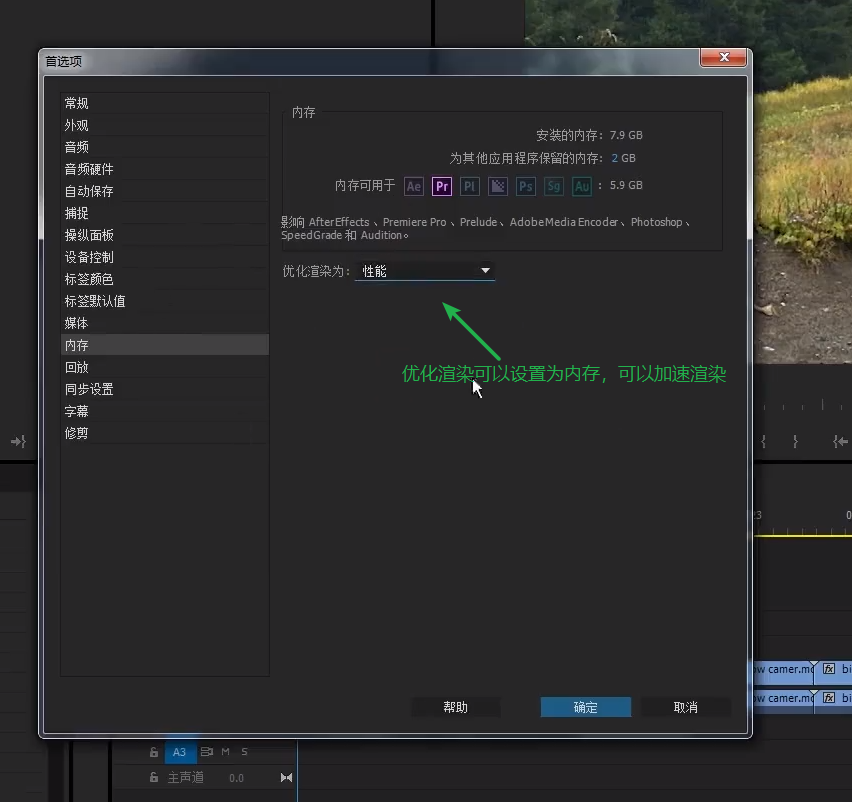 首选项
常规
外观
音频
音频硬件
自动保存
捕捉
操纵面板
设备控制
标签颜色
标签默认值
媒体
内存
回放
同步设置
字幕
修剪
内存
安装的内存: 7.9 GB
为其他应用程序保留的内存: 2 GB
内存可用于 Ae Pr Pl Ps Sg Au : 5.9 GB
影响 AfterEffects 、Premiere Pro 、Prelude、Adobe Media Encoder、Photoshop、
SpeedGrade 和 Audition。
优化渲染为: 性能
优化渲染可以设置为内存，可以加速渲染
帮助
确定
取消
ow camer.mo fx bi
ow camer.mo fx bi
A3 M S
主声道 0.0